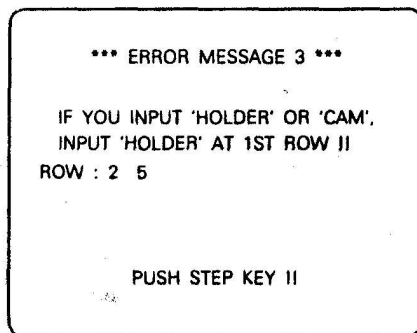 *** ERROR MESSAGE 3 ***
IF YOU INPUT 'HOLDER' OR 'CAM',
INPUT 'HOLDER' AT 1ST ROW !!
ROW : 2 5
PUSH STEP KEY !!